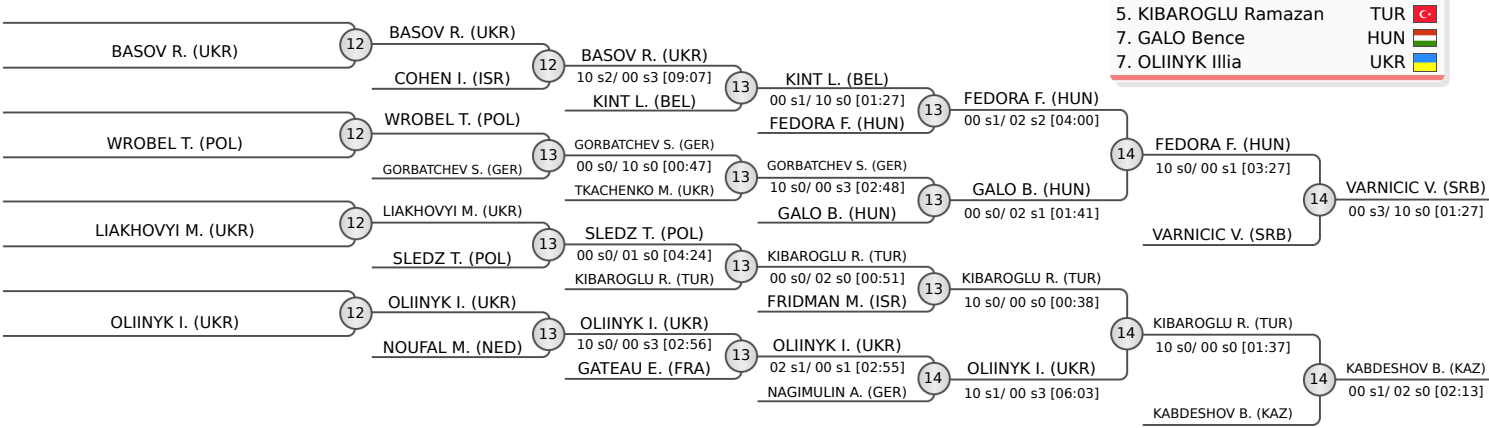 5. KIBAROGLU Ramazan TUR
7. GALO Bence HUN
7. OLIINYK Illia UKR
BASOV R. (UKR)
12
WROBEL T. (POL)
12
LIAKHOVYI M. (UKR)
12
OLIINYK I. (UKR)
12
BASOV R. (UKR)
COHEN I. (ISR)
12
WROBEL T. (POL)
GORBATCHEV S. (GER)
13
LIAKHOVYI M. (UKR)
SLEDZ T. (POL)
13
OLIINYK I. (UKR)
NOUFAL M. (NED)
13
BASOV R. (UKR)
10 s2/ 00 s3 [09:07]
KINT L. (BEL)
13
GORBATCHEV S. (GER)
00 s0/ 10 s0 [00:47]
TKACHENKO M. (UKR)
13
SLEDZ T. (POL)
00 s0/ 01 s0 [04:24]
KIBAROGLU R. (TUR)
13
OLIINYK I. (UKR)
10 s0/ 00 s3 [02:56]
GATEAU E. (FRA)
13
KINT L. (BEL)
00 s1/ 10 s0 [01:27]
FEDORA F. (HUN)
13
GORBATCHEV S. (GER)
10 s0/ 00 s3 [02:48]
GALO B. (HUN)
13
KIBAROGLU R. (TUR)
00 s0/ 02 s0 [00:51]
FRIDMAN M. (ISR)
13
OLIINYK I. (UKR)
02 s1/ 00 s1 [02:55]
NAGIMULIN A. (GER)
14
FEDORA F. (HUN)
00 s1/ 02 s2 [04:00]
14
GALO B. (HUN)
00 s0/ 02 s1 [01:41]
KIBAROGLU R. (TUR)
10 s0/ 00 s0 [00:38]
14
OLIINYK I. (UKR)
10 s1/ 00 s3 [06:03]
FEDORA F. (HUN)
10 s0/ 00 s1 [03:27]
14
VARNICIC V. (SRB)
KIBAROGLU R. (TUR)
10 s0/ 00 s0 [01:37]
14
KABDESHOV B. (KAZ)
VARNICIC V. (SRB)
00 s3/ 10 s0 [01:27]
KABDESHOV B. (KAZ)
00 s1/ 02 s0 [02:13]